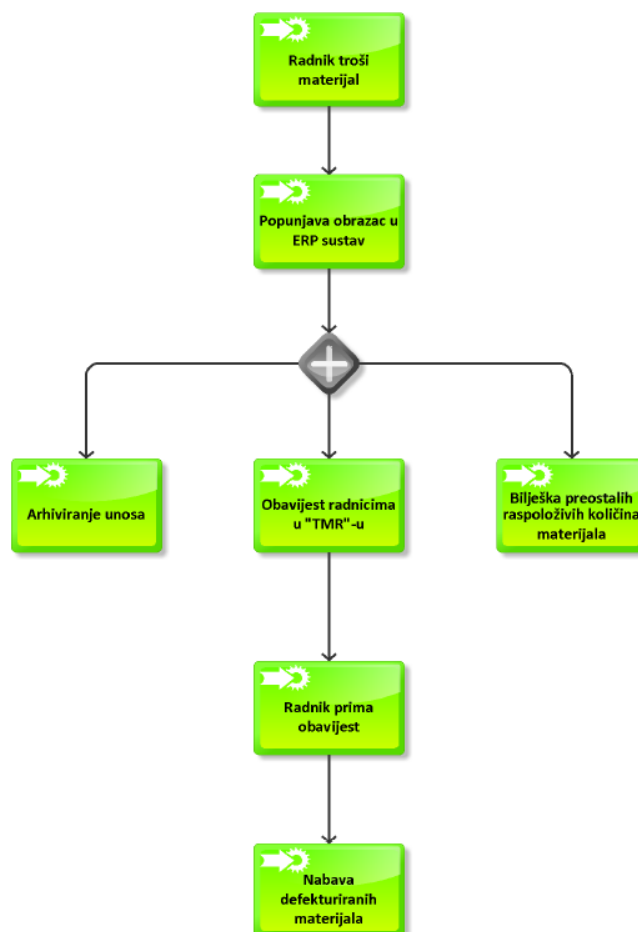 Radnik troši
materijal
Popunjava obrazac u
ERP sustav
Arhiviranje unosa
Obavijest radnicima
u "TMR"-u
Bilješka preostalih
raspoloživih količina
materijala
Radnik prima
obavijest
Nabava
defekturiranih
materijala